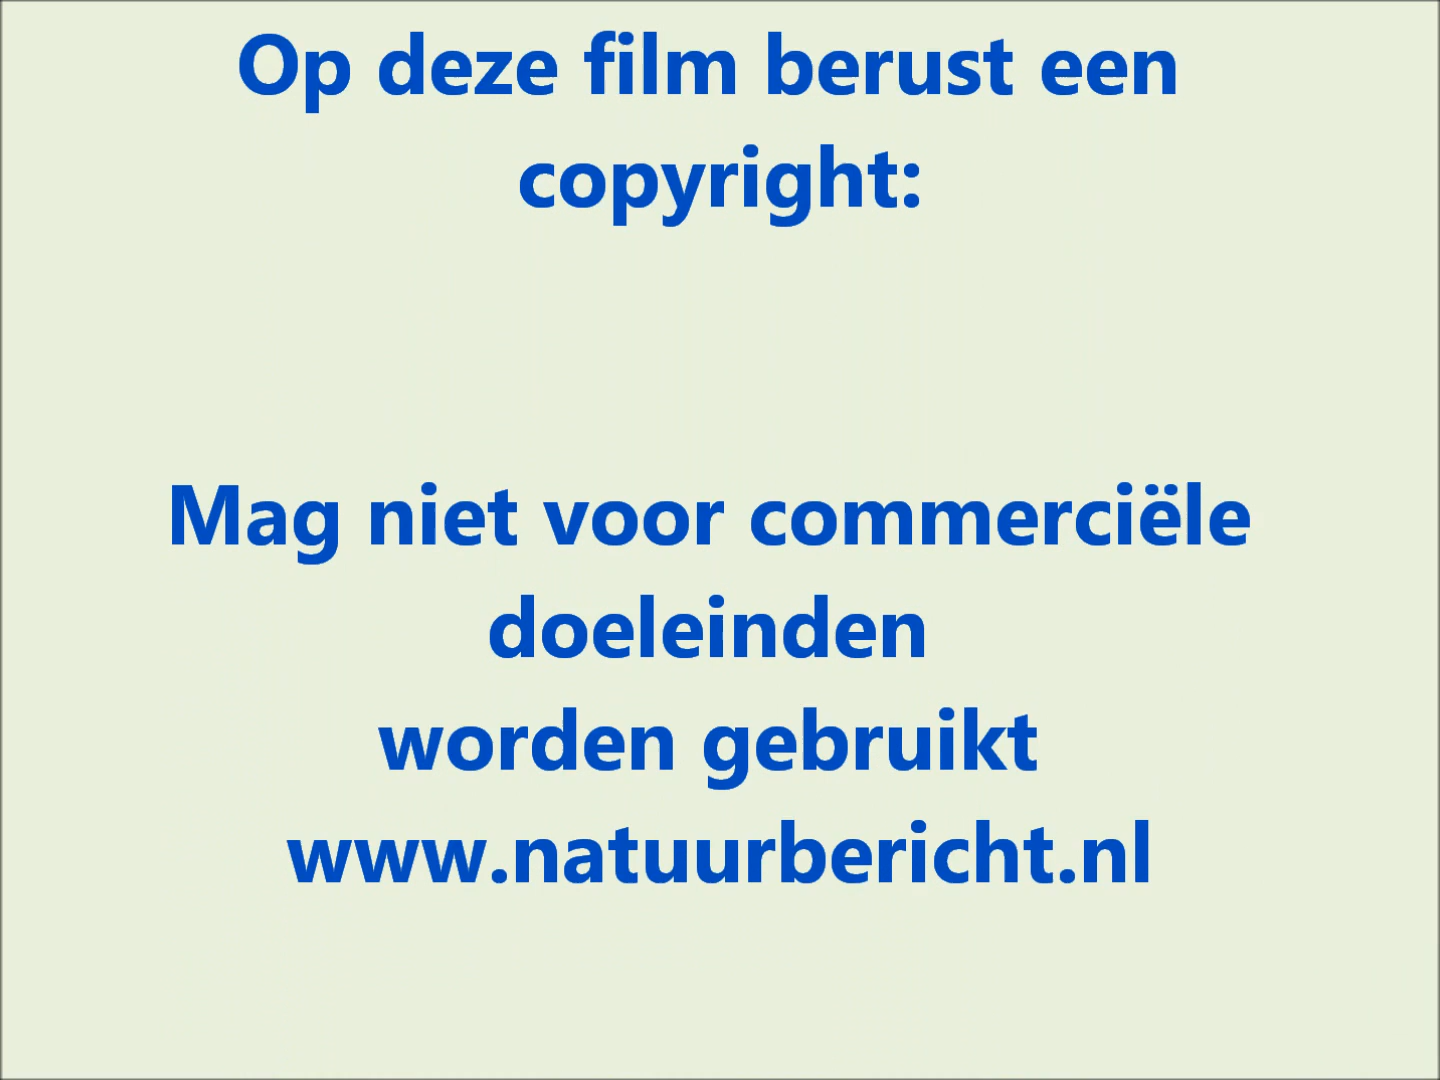 Op deze film berust een
copyright:
Mag niet voor commerciële
doeleinden
worden gebruikt
www.natuurbericht.nl